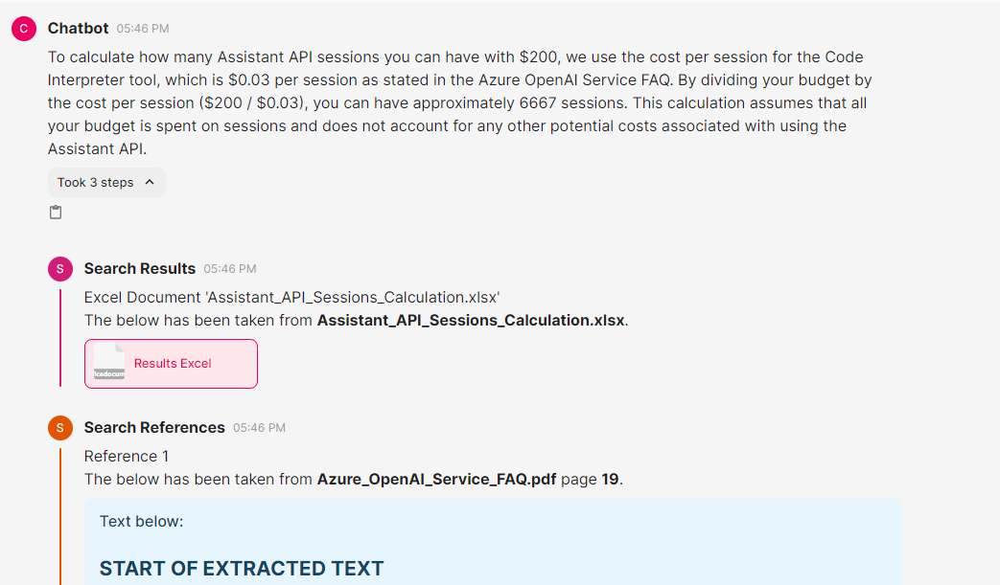 C
Chatbot 05:46 PM
To calculate how many Assistant API sessions you can have with $200, we use the cost per session for the Code
Interpreter tool, which is $0.03 per session as stated in the Azure OpenAI Service FAQ. By dividing your budget by
the cost per session ($200 / $0.03), you can have approximately 6667 sessions. This calculation assumes that all
your budget is spent on sessions and does not account for any other potential costs associated with using the
Assistant API.
Took 3 steps
S
Search Results 05:46 PM
Excel Document 'Assistant_API_Sessions_Calculation.xlsx'
The below has been taken from Assistant_API_Sessions_Calculation.xlsx.
Results Excel
S
Search References 05:46 PM
Reference 1
The below has been taken from Azure_OpenAI_Service_FAQ.pdf page 19.
Text below:
START OF EXTRACTED TEXT